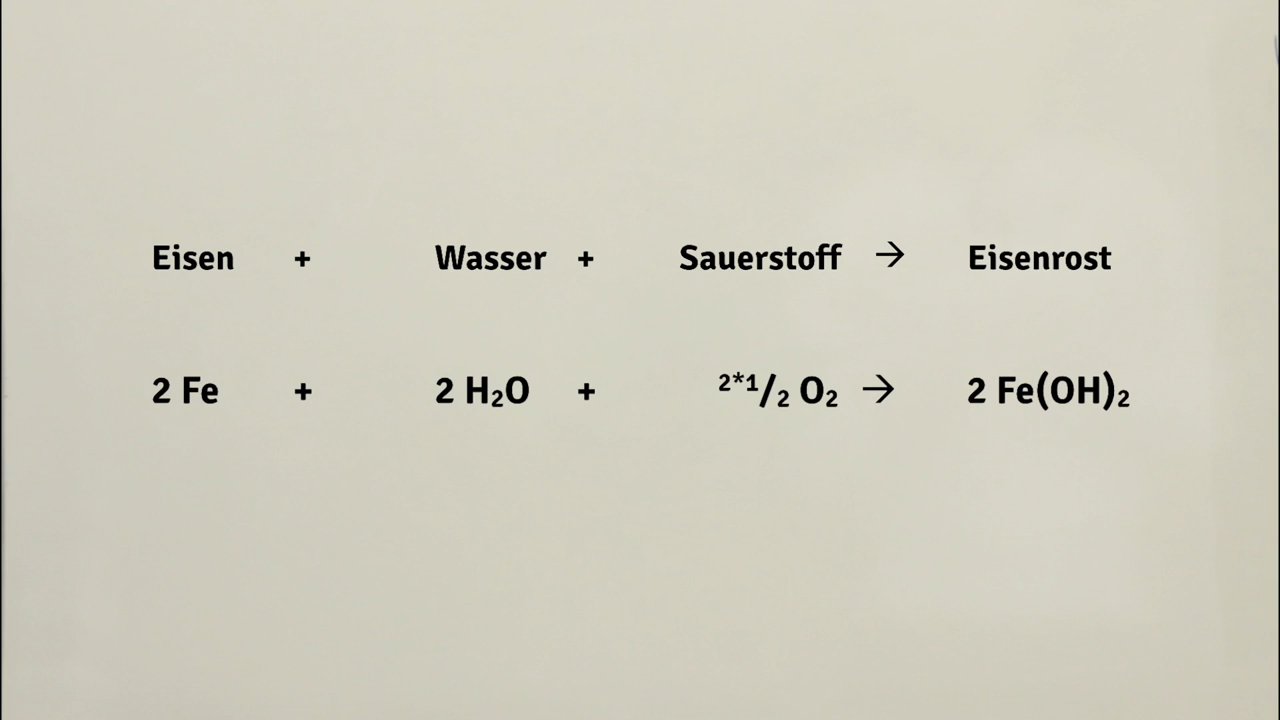 Eisen + Wasser + Sauerstoff → Eisenrost
2 Fe + 2 H₂O + ²*¹/₂ O₂ → 2 Fe(OH)₂